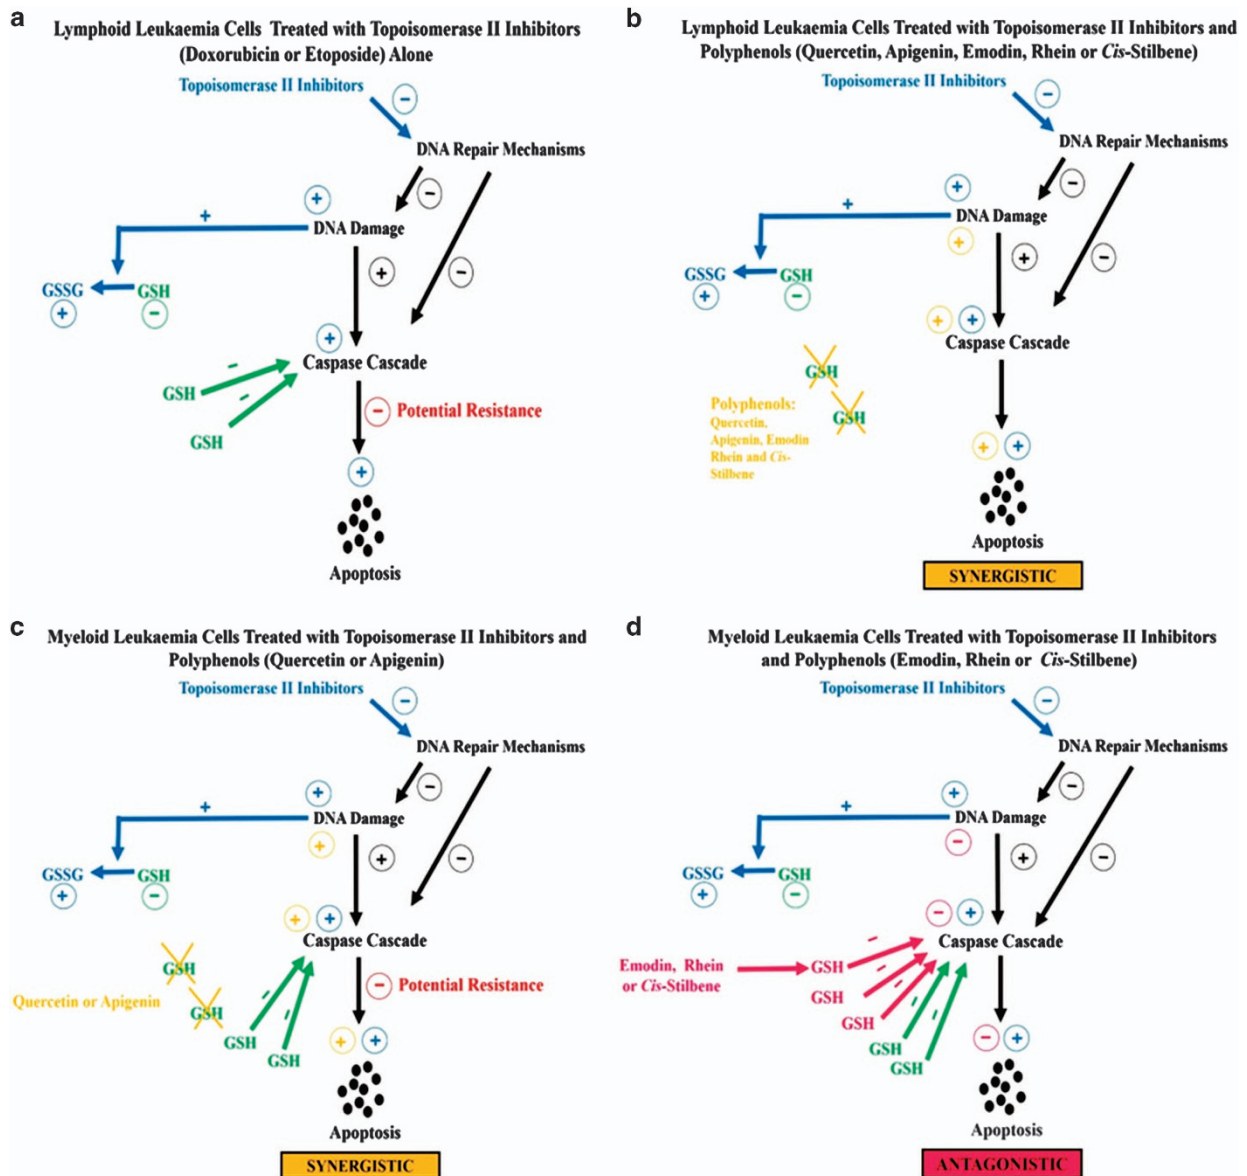 a
Lymphoid Leukaemia Cells Treated with Topoisomerase II Inhibitors
(Doxorubicin or Etoposide) Alone
Topoisomerase II Inhibitors
−
DNA Repair Mechanisms
−
+
+
DNA Damage
+
−
GSSG
GSH
+
−
+
Caspase Cascade
−
GSH
−
GSH
− Potential Resistance
+
Apoptosis
b
Lymphoid Leukaemia Cells Treated with Topoisomerase II Inhibitors and
Polyphenols (Quercetin, Apigenin, Emodin, Rhein or Cis-Stilbene)
Topoisomerase II Inhibitors
−
DNA Repair Mechanisms
−
+
+
DNA Damage
+
+
−
GSSG
GSH
+
−
+ +
Caspase Cascade
GSH
GSH
Polyphenols:
Quercetin,
Apigenin, Emodin
Rhein and Cis-
Stilbene
+ +
Apoptosis
SYNERGISTIC
c
Myeloid Leukaemia Cells Treated with Topoisomerase II Inhibitors and
Polyphenols (Quercetin or Apigenin)
Topoisomerase II Inhibitors
−
DNA Repair Mechanisms
−
+
+
DNA Damage
+
+
−
GSSG
GSH
+
−
+ +
Caspase Cascade
GSH
GSH
Quercetin or Apigenin
−
GSH
−
GSH
− Potential Resistance
+ +
Apoptosis
SYNERGISTIC
d
Myeloid Leukaemia Cells Treated with Topoisomerase II Inhibitors
and Polyphenols (Emodin, Rhein or Cis-Stilbene)
Topoisomerase II Inhibitors
−
DNA Repair Mechanisms
−
+
+
DNA Damage
−
+
−
GSSG
GSH
+
−
− +
Caspase Cascade
Emodin, Rhein
or Cis-Stilbene
−
GSH
−
GSH
−
GSH
−
GSH
−
GSH
− +
Apoptosis
ANTAGONISTIC